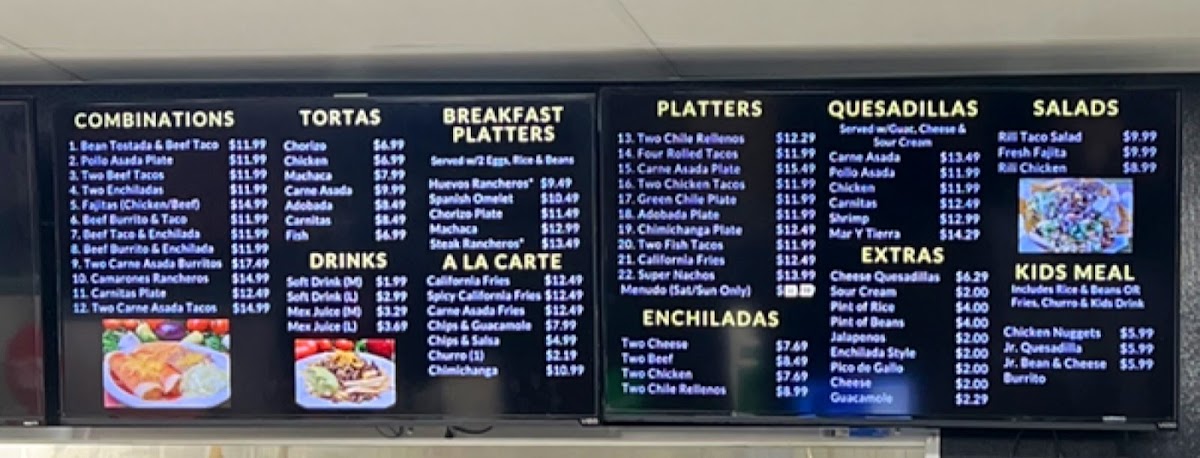 COMBINATIONS
1. Bean Tostada & Beef Taco $11.99
2. Pollo Asada Plate $11.99
3. Two Beef Tacos $11.99
4. Two Enchiladas $11.99
5. Fajitas (Chicken/Beef) $14.99
6. Beef Burrito & Taco $11.99
7. Beef Taco & Enchilada $11.99
8. Beef Burrito & Enchilada $11.99
9. Two Carne Asada Burritos $17.49
10. Camarones Rancheros $14.99
11. Carnitas Plate $12.49
12. Two Carne Asada Tacos $14.99
TORTAS
Chorizo $6.99
Chicken $6.99
Machaca $7.99
Carne Asada $9.99
Adobada $8.49
Carnitas $8.49
Fish $6.99
DRINKS
Soft Drink (M) $1.99
Soft Drink (L) $2.99
Mex Juice (M) $3.29
Mex Juice (L) $3.69
BREAKFAST
PLATTERS
Served w/2 Eggs, Rice & Beans
Huevos Rancheros* $9.49
Spanish Omelet $10.49
Chorizo Plate $11.49
Machaca $12.99
Steak Rancheros* $13.49
A LA CARTE
California Fries $12.49
Spicy California Fries $12.49
Carne Asada Fries $12.49
Chips & Guacamole $7.99
Chips & Salsa $4.99
Churro (1) $2.19
Chimichanga $10.99
PLATTERS
13. Two Chile Rellenos $12.29
14. Four Rolled Tacos $11.99
15. Carne Asada Plate $15.49
16. Two Chicken Tacos $11.99
17. Green Chile Plate $11.99
18. Adobada Plate $11.99
19. Chimichanga Plate $12.49
20. Two Fish Tacos $11.99
21. California Fries $12.49
22. Super Nachos $13.99
Menudo (Sat/Sun Only)
ENCHILADAS
Two Cheese $7.69
Two Beef $8.49
Two Chicken $7.69
Two Chile Rellenos $8.99
QUESADILLAS
Served w/Guac, Cheese &
Sour Cream
Carne Asada $13.49
Pollo Asada $11.99
Chicken $11.99
Carnitas $12.49
Shrimp $12.99
Mar Y Tierra $14.29
EXTRAS
Cheese Quesadillas $6.29
Sour Cream $2.00
Pint of Rice $4.00
Pint of Beans $4.00
Jalapenos $2.00
Enchilada Style $2.00
Pico de Gallo $2.00
Cheese $2.00
Guacamole $2.29
SALADS
Rili Taco Salad $9.99
Fresh Fajita $9.99
Rili Chicken $8.99
KIDS MEAL
Includes Rice & Beans OR
Fries, Churro & Kids Drink
Chicken Nuggets $5.99
Jr. Quesadilla $5.99
Jr. Bean & Cheese $5.99
Burrito